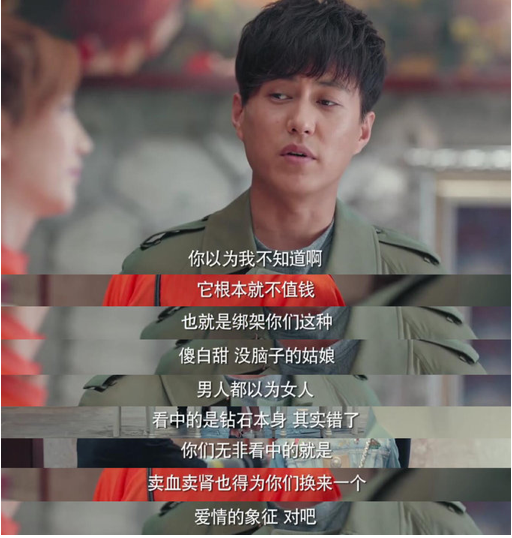 你以为我不知道啊
它根本就不值钱
也就是绑架你们这种
傻白甜 没脑子的姑娘
男人都以为女人
看中的是钻石本身 其实错了
你们无非看中的就是
卖血卖肾也得为你们换来一个
爱情的象征 对吧